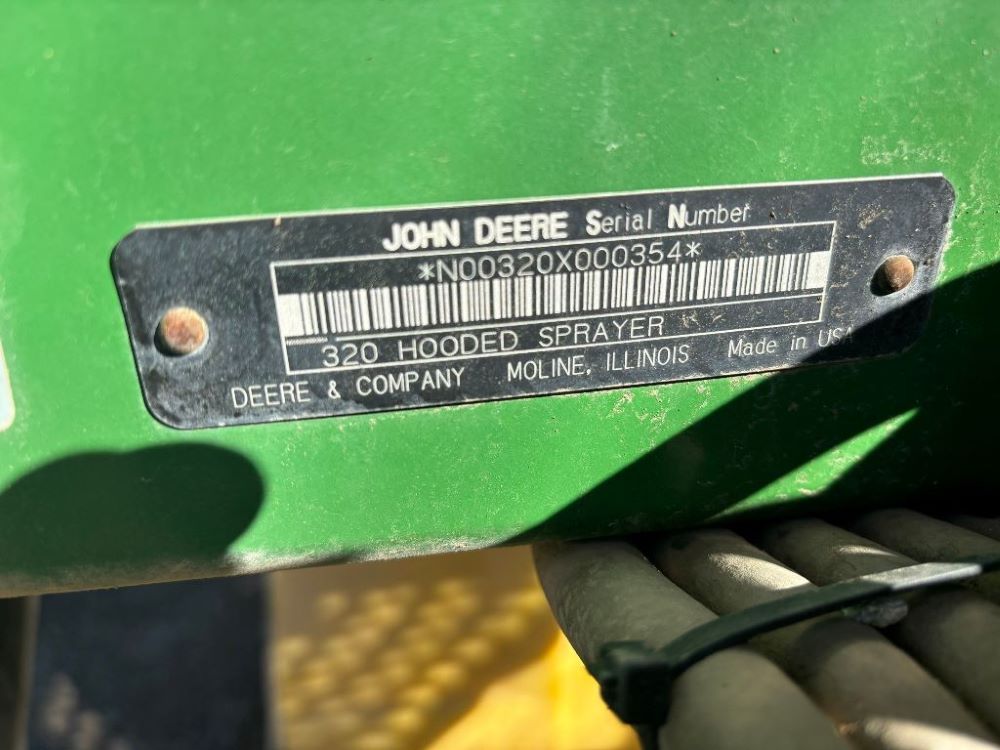 JOHN DEERE Serial Number
*N00320X000354*
320 HOODED SPRAYER
DEERE & COMPANY MOLINE, ILLINOIS Made in USA